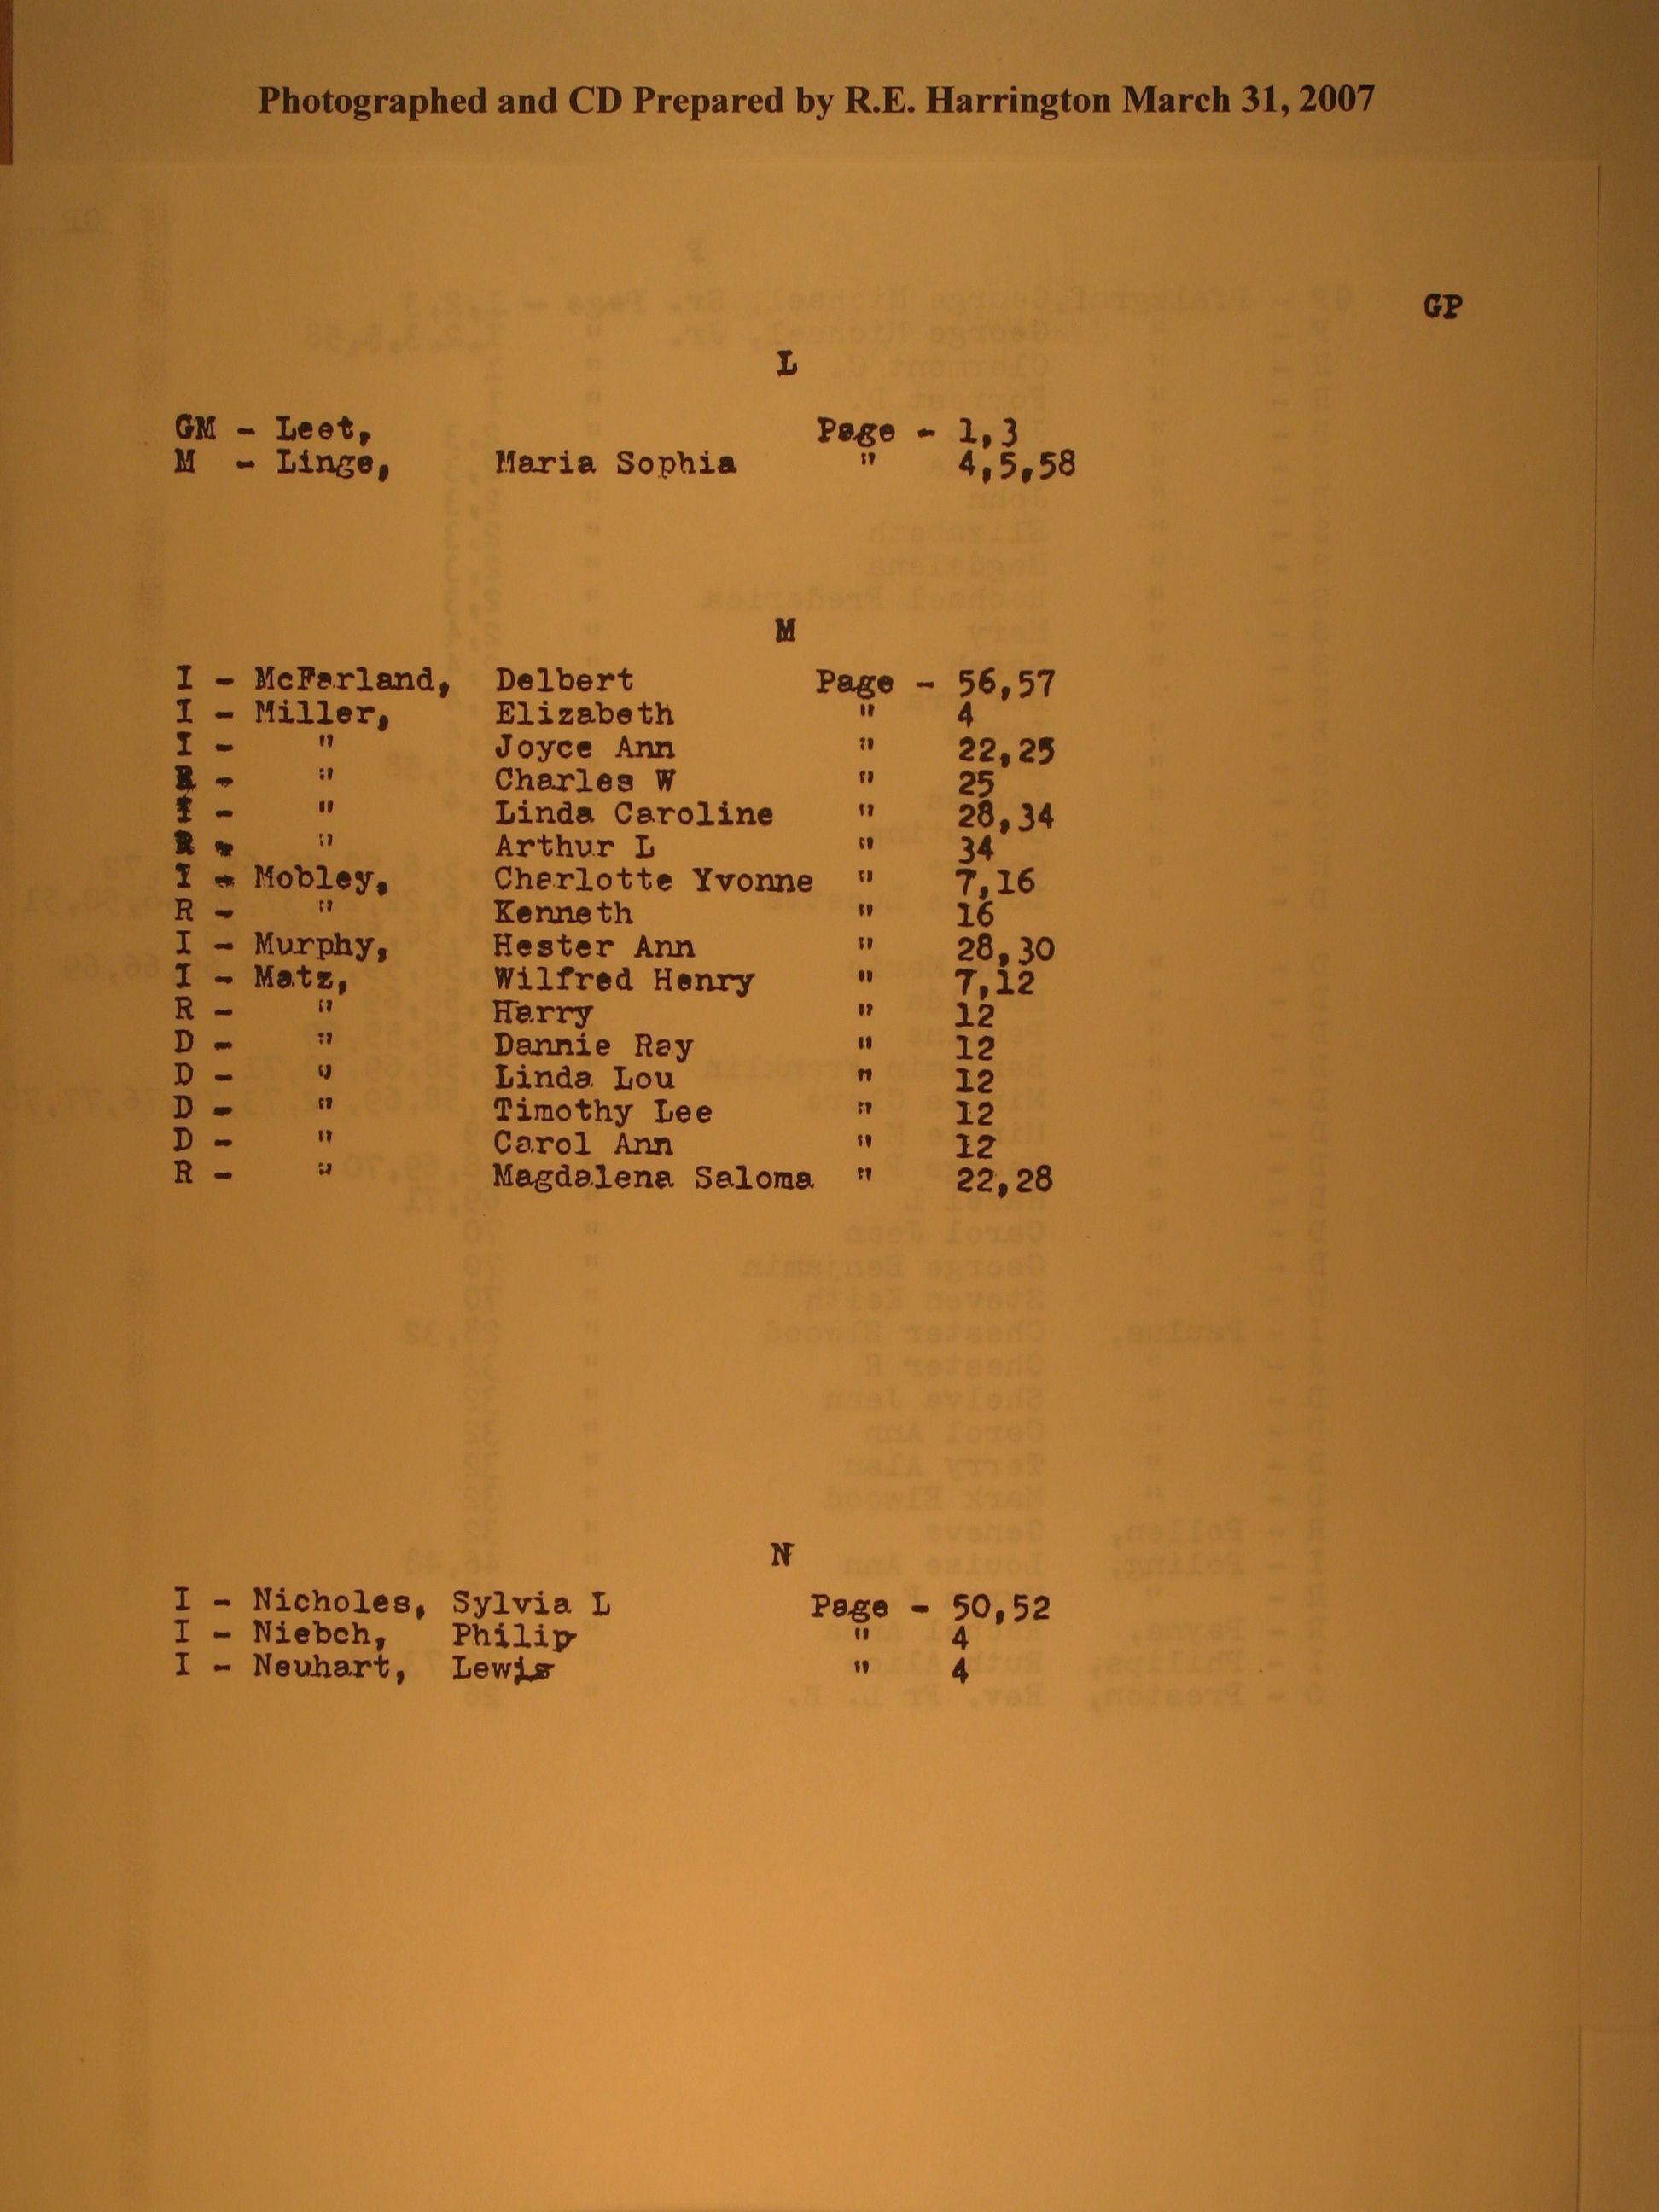 Photographed and CD Prepared by R.E. Harrington March 31, 2007
GP
L
GM - Leet, Page - 1,3
M - Linge, Maria Sophia " 4,5,58
M
I - McFarland, Delbert Page - 56,57
I - Miller, Elizabeth " 4
I - " Joyce Ann " 22,25
R - " Charles W " 25
I - " Linda Caroline " 28,34
R - " Arthur L " 34
I - Mobley, Charlotte Yvonne " 7,16
R - " Kenneth " 16
I - Murphy, Hester Ann " 28,30
I - Matz, Wilfred Henry " 7,12
R - " Harry " 12
D - " Dannie Ray " 12
D - " Linda Lou " 12
D - " Timothy Lee " 12
D - " Carol Ann " 12
R - " Magdalena Saloma " 22,28
N
I - Nicholes, Sylvia L Page - 50,52
I - Niebch, Philip " 4
I - Neuhart, Lewis " 4